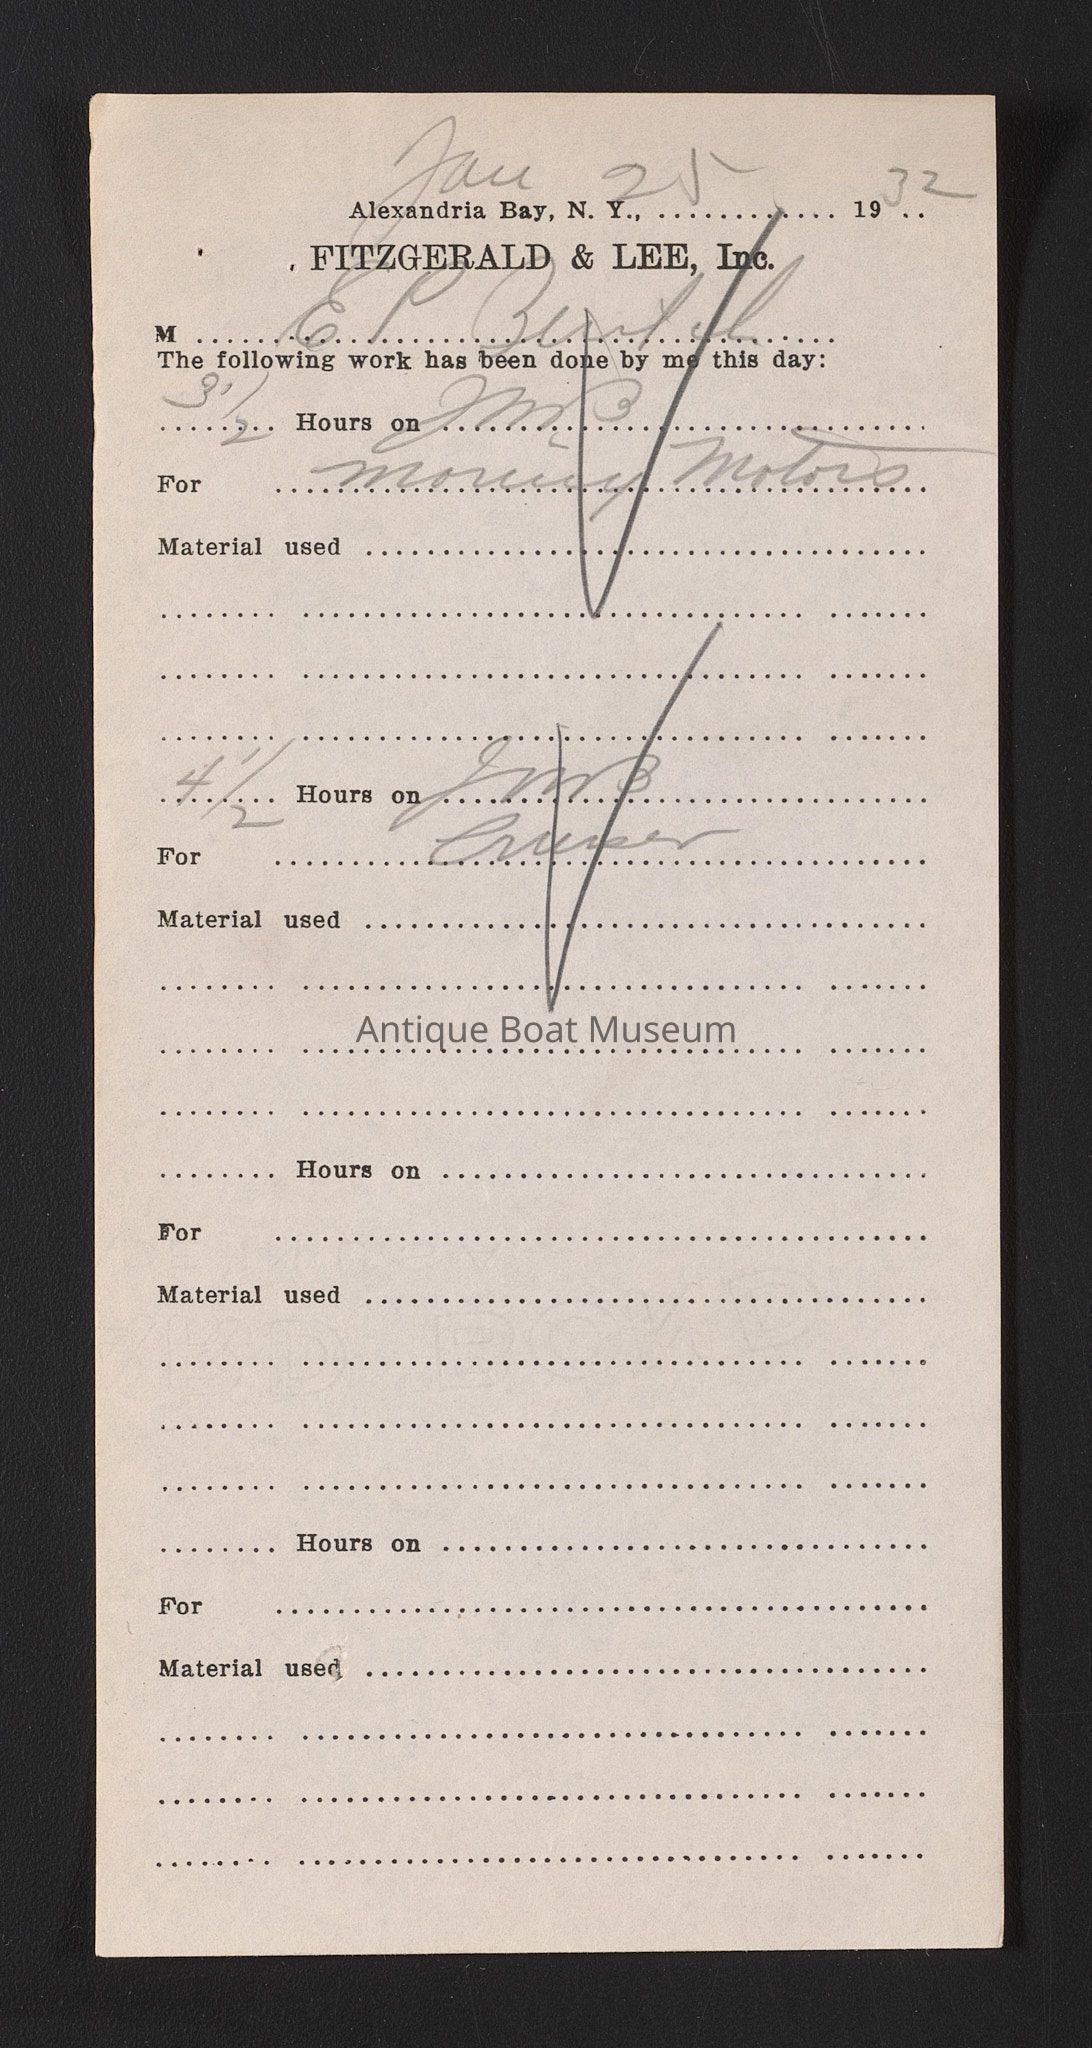 Jan 25 32
Alexandria Bay, N. Y., ............ 19 ..
FITZGERALD & LEE, Inc.
M E P
The following work has been done by me this day:
3 1/2 Hours on JMB
For moving Motors
Material used
4 1/2 Hours on JMB
For Cruiser
Material used
Antique Boat Museum
Hours on
For
Material used
Hours on
For
Material used